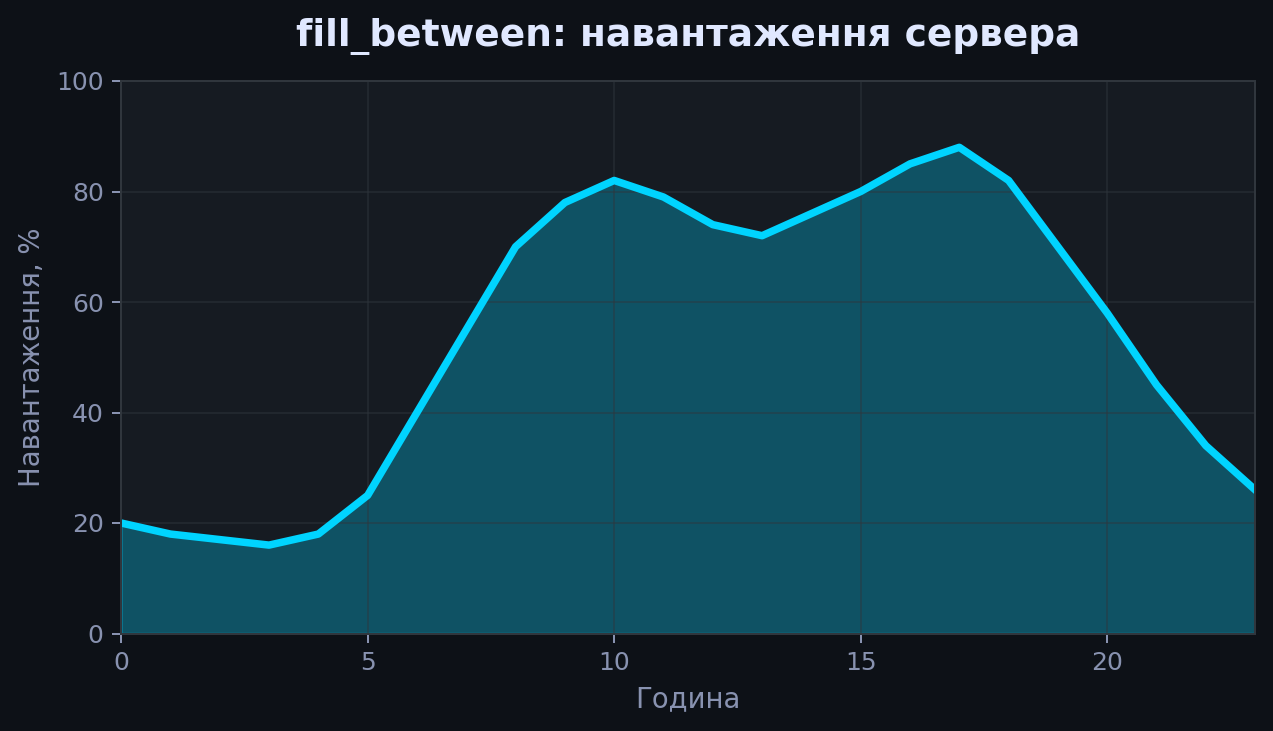 fill_between: навантаження сервера
Навантаження, %
100
80
60
40
20
0
0 5 10 15 20
Година